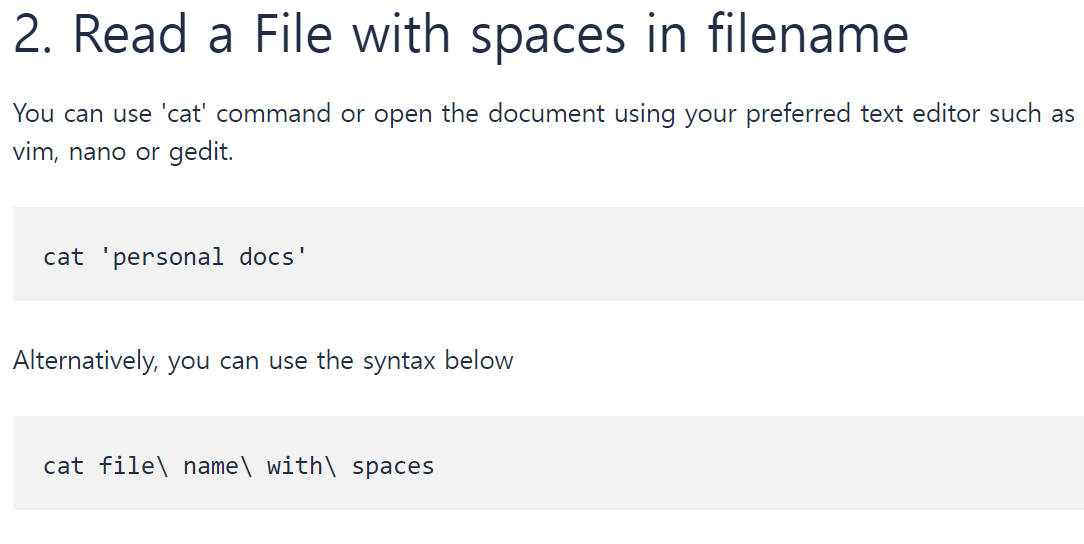 2. Read a File with spaces in filename
You can use 'cat' command or open the document using your preferred text editor such as
vim, nano or gedit.
cat 'personal docs'
Alternatively, you can use the syntax below
cat file\ name\ with\ spaces